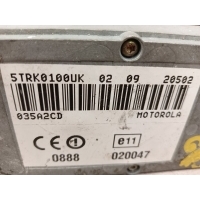 5TRK0100UK 02 09 20502
035A2CD MOTOROLA
CE e11
0888 020047